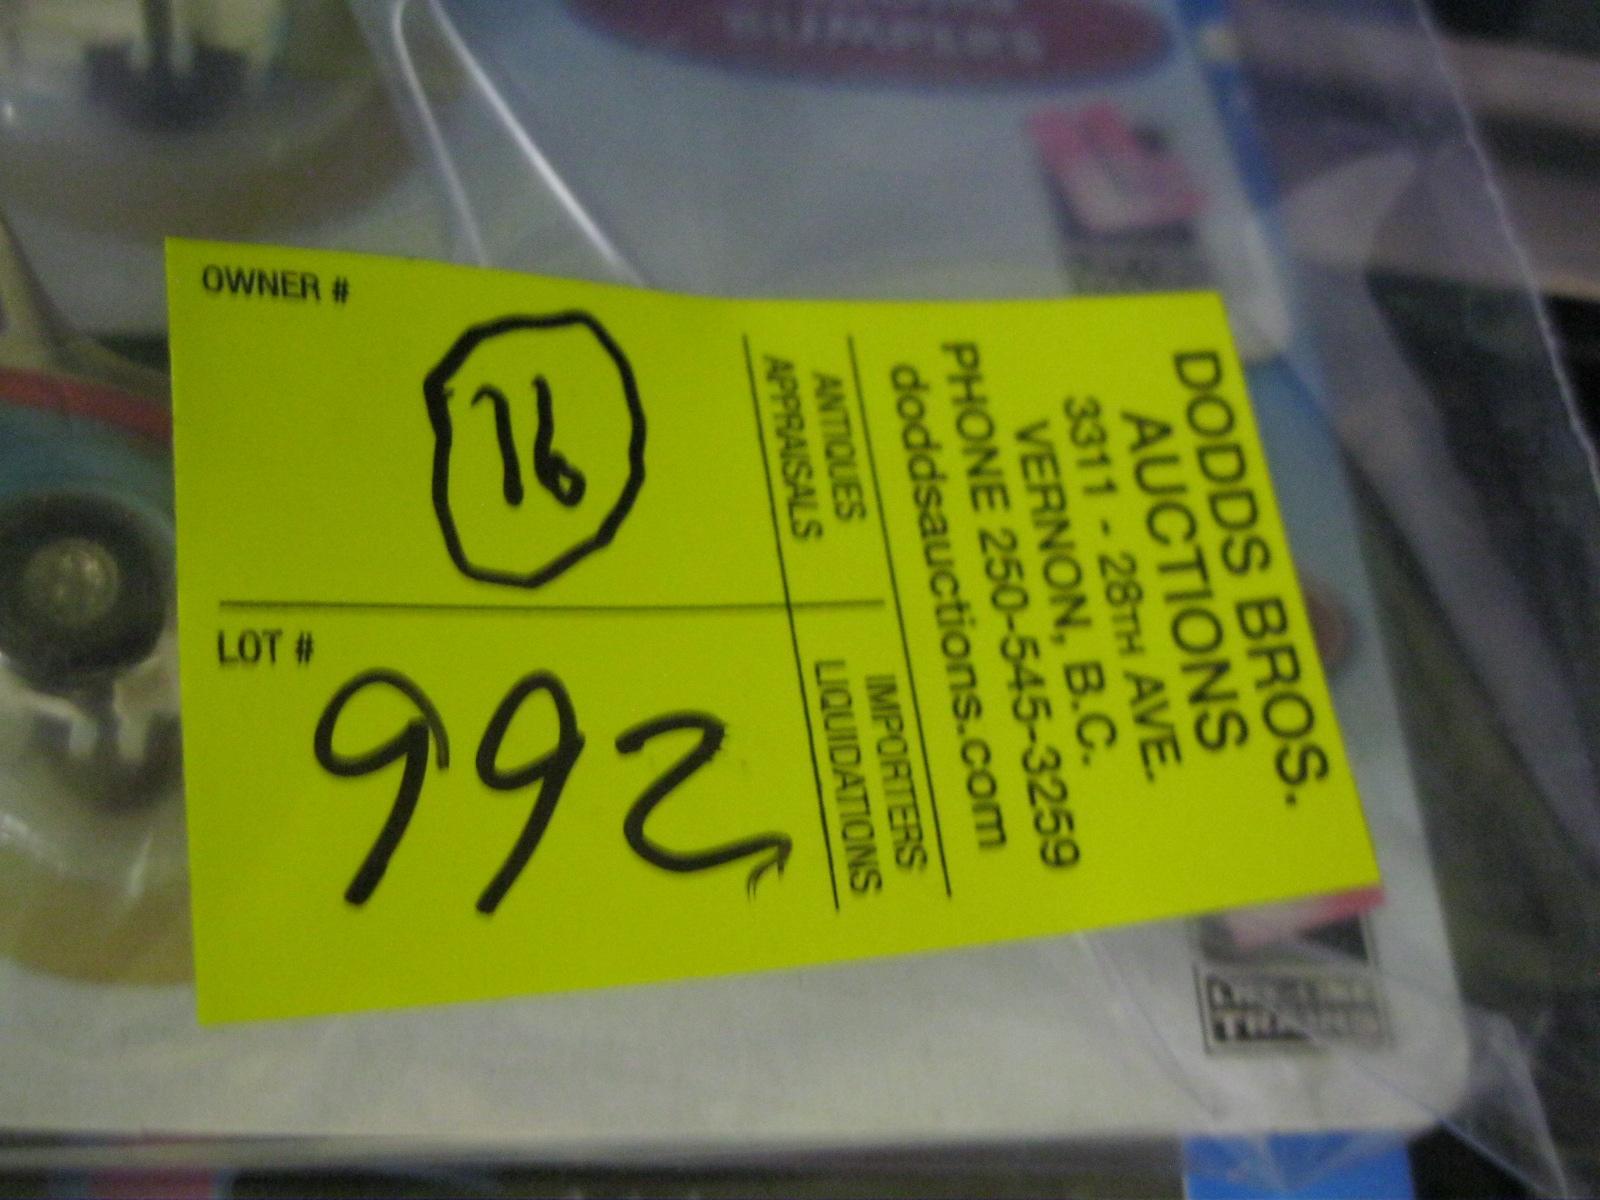 DODDS BROS.
AUCTIONS
3311 - 28TH AVE.
VERNON, B.C.
PHONE 250-545-3259
doddsauctions.com
ANTIQUES IMPORTERS
APPRAISALS LIQUIDATIONS
OWNER #
76
LOT #
992